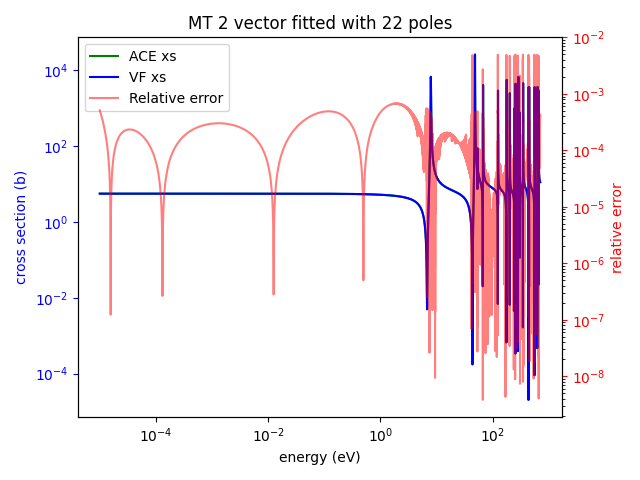 MT 2 vector fitted with 22 poles
ACE xs
VF xs
Relative error
cross section (b)
10^4
10^2
10^0
10^-2
10^-4
10^-2
10^-3
10^-4
10^-5
10^-6
10^-7
10^-8
relative error
10^-4
10^-2
10^0
10^2
energy (eV)